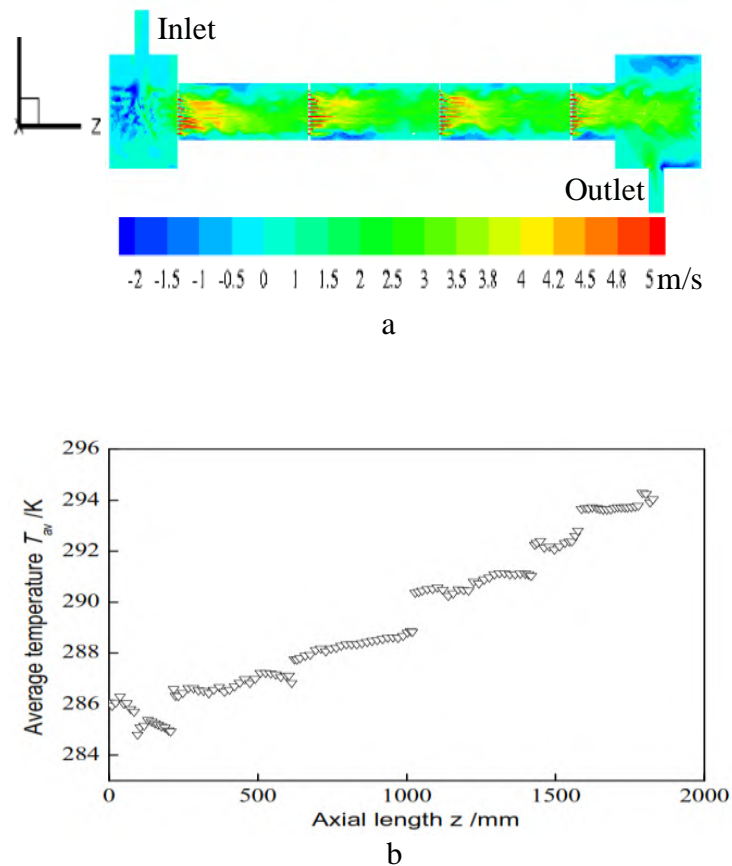 Inlet
Z
Outlet
-2 -1.5 -1 -0.5 0 1 1.5 2 2.5 3 3.5 3.8 4 4.2 4.5 4.8 5 m/s
a
296
294
292
290
288
286
284
Average temperature Tav /K
0 500 1000 1500 2000
Axial length z /mm
b